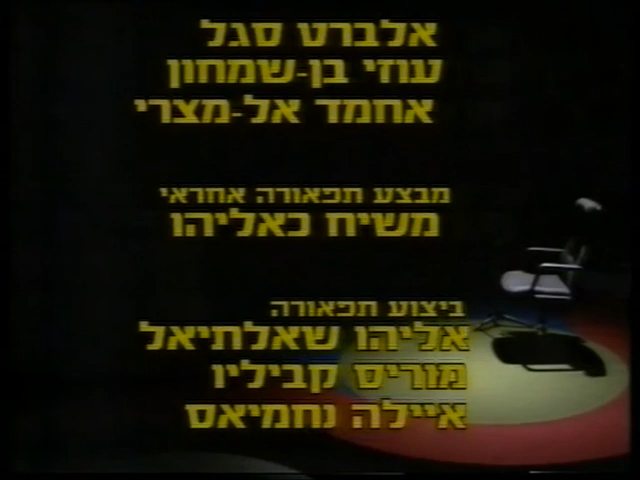 אלברט סגל
עוזי בן-שמחון
אחמד אל-מצרי
מבצע תפאורה אחראי
משיח כאליהו
ביצוע תפאורה
אליהו שאלתיאל
מוריס קביליו
איילה נחמיאס